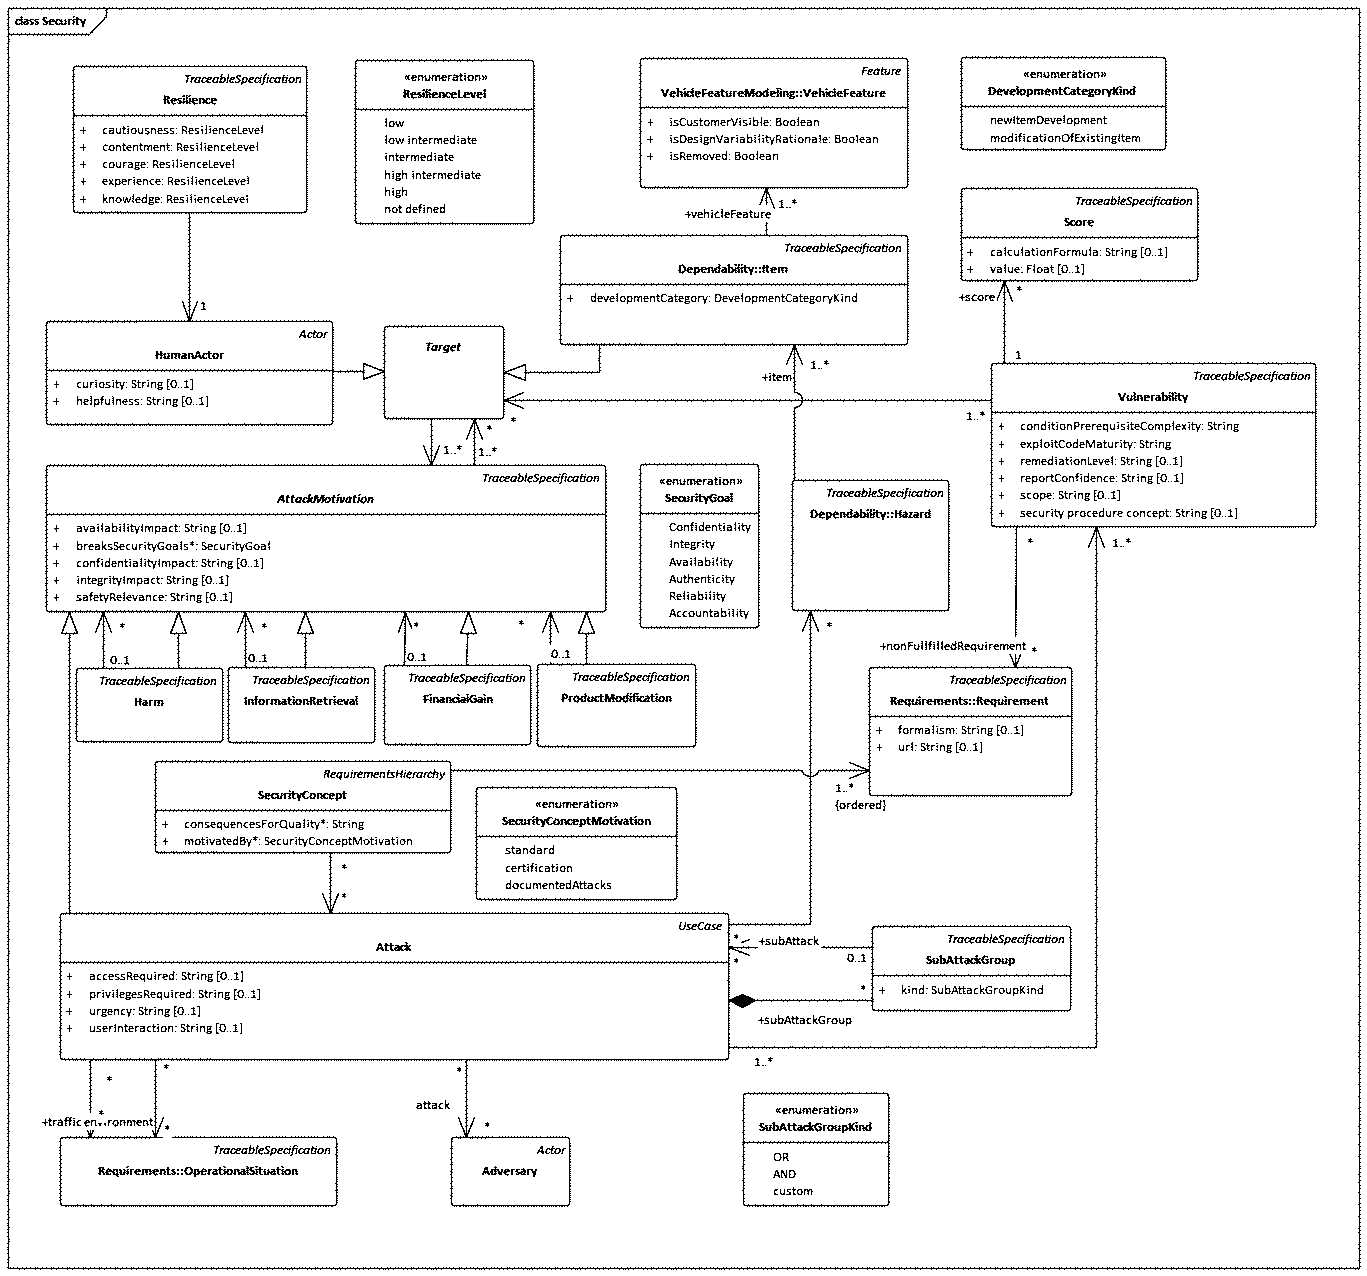 class Security
TraceableSpecification
Resilience
+ cautiousness: ResilienceLevel
+ contentment: ResilienceLevel
+ courage: ResilienceLevel
+ experience: ResilienceLevel
+ knowledge: ResilienceLevel
«enumeration»
ResilienceLevel
low
low intermediate
intermediate
high intermediate
high
not defined
Feature
VehicleFeatureModeling::VehicleFeature
+ isCustomerVisible: Boolean
+ isDesignVariabilityRationale: Boolean
+ isRemoved: Boolean
«enumeration»
DevelopmentCategoryKind
newItemDevelopment
modificationOfExistingItem
+vehicleFeature
1..*
TraceableSpecification
Score
+ calculationFormula: String [0..1]
+ value: Float [0..1]
TraceableSpecification
Dependability::Item
+ developmentCategory: DevelopmentCategoryKind
+score
*
1
1
Actor
HumanActor
+ curiosity: String [0..1]
+ helpfulness: String [0..1]
Target
+item
1..*
TraceableSpecification
Vulnerability
+ conditionPrerequisiteComplexity: String
+ exploitCodeMaturity: String
+ remediationLevel: String [0..1]
+ reportConfidence: String [0..1]
+ scope: String [0..1]
+ security procedure concept: String [0..1]
1..*
*
*
1..*
1..*
TraceableSpecification
AttackMotivation
+ availabilityImpact: String [0..1]
+ breaksSecurityGoals*: SecurityGoal
+ confidentialityImpact: String [0..1]
+ integrityImpact: String [0..1]
+ safetyRelevance: String [0..1]
«enumeration»
SecurityGoal
Confidentiality
Integrity
Availability
Authenticity
Reliability
Accountability
TraceableSpecification
Dependability::Hazard
*
1..*
*
*
*
*
*
0..1
0..1
0..1
0..1
+nonFullfilledRequirement
*
TraceableSpecification
Harm
TraceableSpecification
InformationRetrieval
TraceableSpecification
FinancialGain
TraceableSpecification
ProductModification
TraceableSpecification
Requirements::Requirement
+ formalism: String [0..1]
+ url: String [0..1]
1..*
{ordered}
RequirementsHierarchy
SecurityConcept
+ consequencesForQuality*: String
+ motivatedBy*: SecurityConceptMotivation
«enumeration»
SecurityConceptMotivation
standard
certification
documentedAttacks
*
*
UseCase
Attack
+ accessRequired: String [0..1]
+ privilegesRequired: String [0..1]
+ urgency: String [0..1]
+ userInteraction: String [0..1]
*
+subAttack
*
0..1
*
+subAttackGroup
TraceableSpecification
SubAttackGroup
+ kind: SubAttackGroupKind
1..*
*
*
*
*
+trafficenvironment
*
attack
*
TraceableSpecification
Requirements::OperationalSituation
Actor
Adversary
«enumeration»
SubAttackGroupKind
OR
AND
custom